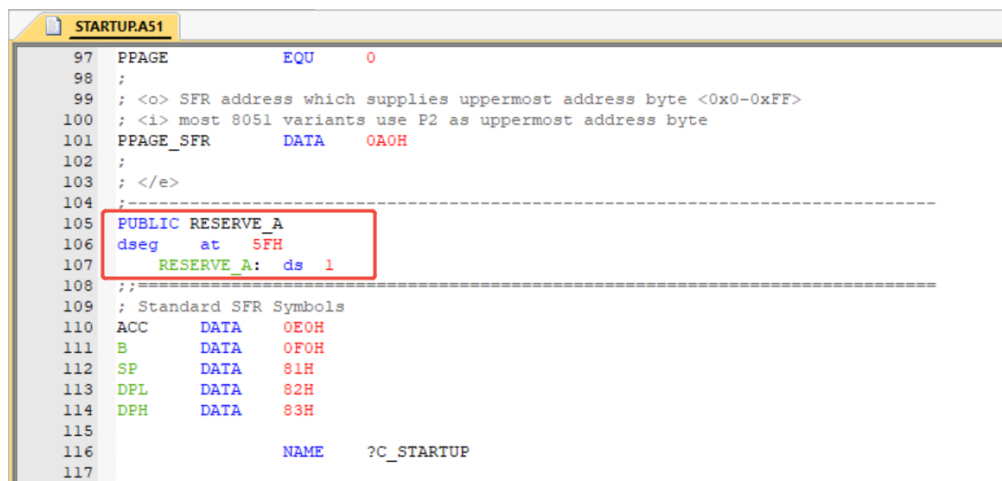 STARTUP.A51
97 PPAGE EQU 0
98 ;
99 ; <o> SFR address which supplies uppermost address byte <0x0-0xFF>
100 ; <i> most 8051 variants use P2 as uppermost address byte
101 PPAGE_SFR DATA 0A0H
102 ;
103 ; </e>
104 ;------------------------------------------------------------------------------
105 PUBLIC RESERVE_A
106 dseg at 5FH
107 RESERVE_A: ds 1
108 ;;=============================================================================
109 ; Standard SFR Symbols
110 ACC DATA 0E0H
111 B DATA 0F0H
112 SP DATA 81H
113 DPL DATA 82H
114 DPH DATA 83H
115
116 NAME ?C_STARTUP
117